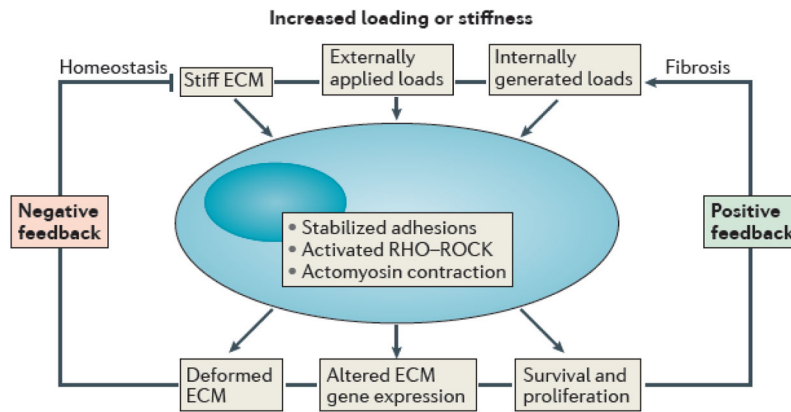 Increased loading or stiffness
Homeostasis
Stiff ECM
Externally
applied loads
Internally
generated loads
Fibrosis
Negative
feedback
• Stabilized adhesions
• Activated RHO–ROCK
• Actomyosin contraction
Positive
feedback
Deformed
ECM
Altered ECM
gene expression
Survival and
proliferation